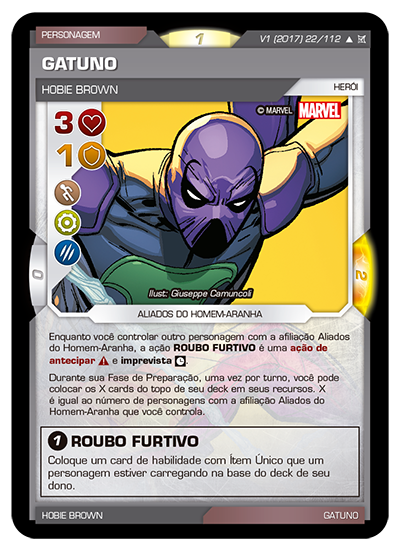 PERSONAGEM
1
V1 (2017) 22/112
GATUNO
HOBIE BROWN
HERÓI
3
© MARVEL
MARVEL
1
0
2
Ilust: Giuseppe Camuncoli
ALIADOS DO HOMEM-ARANHA
Enquanto você controlar outro personagem com a afiliação Aliados
do Homem-Aranha, a ação ROUBO FURTIVO é uma ação de
antecipar e imprevista.
Durante sua Fase de Preparação, uma vez por turno, você pode
colocar os X cards do topo de seu deck em seus recursos. X
é igual ao número de personagens com a afiliação Aliados do
Homem-Aranha que você controla.
1 ROUBO FURTIVO
Coloque um card de habilidade com Ítem Único que um
personagem estiver carregando na base do deck de seu
dono.
HOBIE BROWN
GATUNO